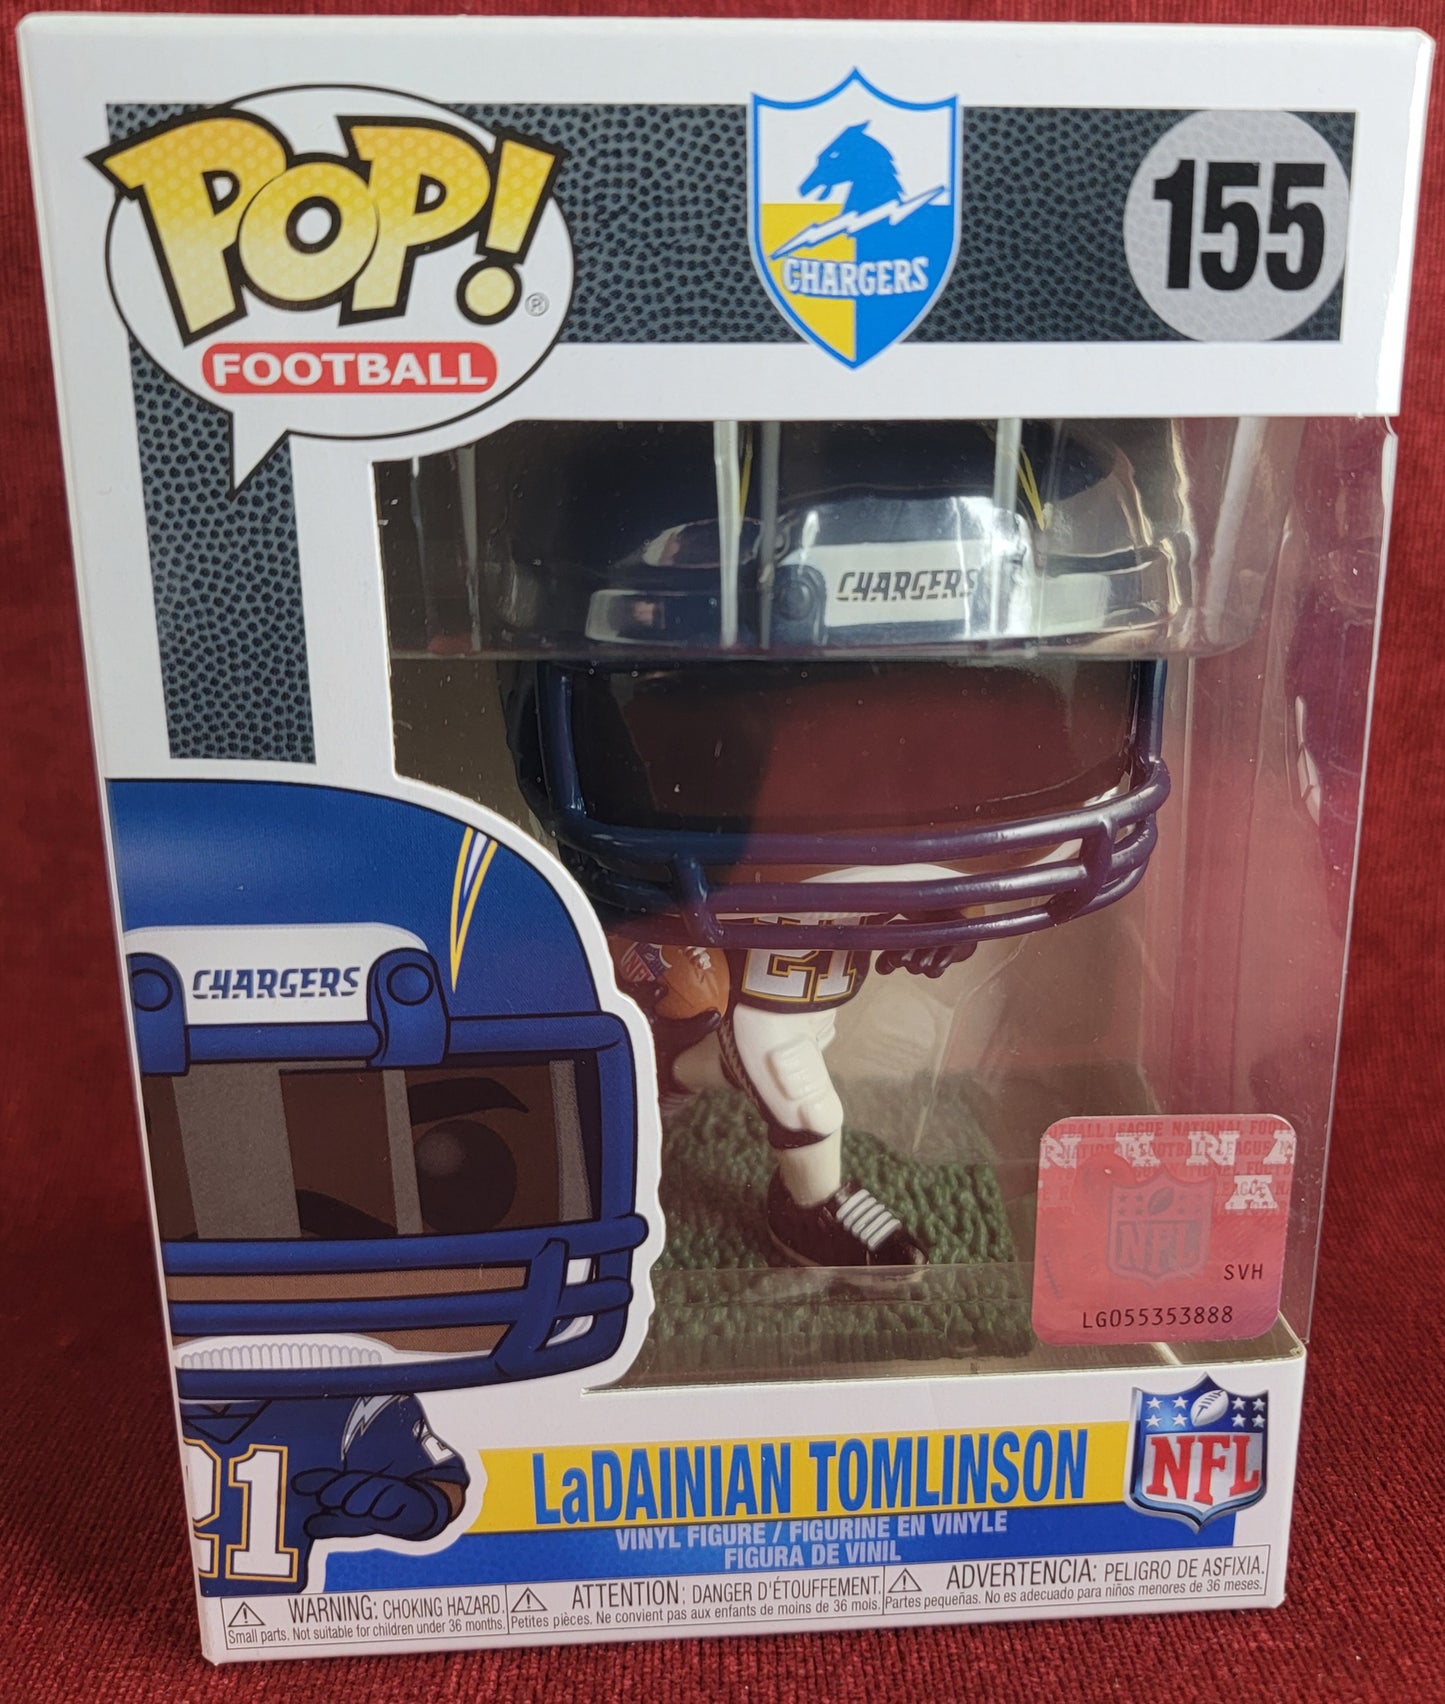 POP! ®
FOOTBALL
CHARGERS
155
CHARGERS
CHARGERS
21
NFL
SVH
LG055353888
21
LaDAINIAN TOMLINSON
VINYL FIGURE / FIGURINE EN VINYLE
FIGURA DE VINIL
NFL
WARNING: CHOKING HAZARD.
Small parts. Not suitable for children under 36 months.
ATTENTION: DANGER D'ÉTOUFFEMENT.
Petites pièces. Ne convient pas aux enfants de moins de 36 mois.
ADVERTENCIA: PELIGRO DE ASFIXIA.
Partes pequeñas. No es adecuado para niños menores de 36 meses.